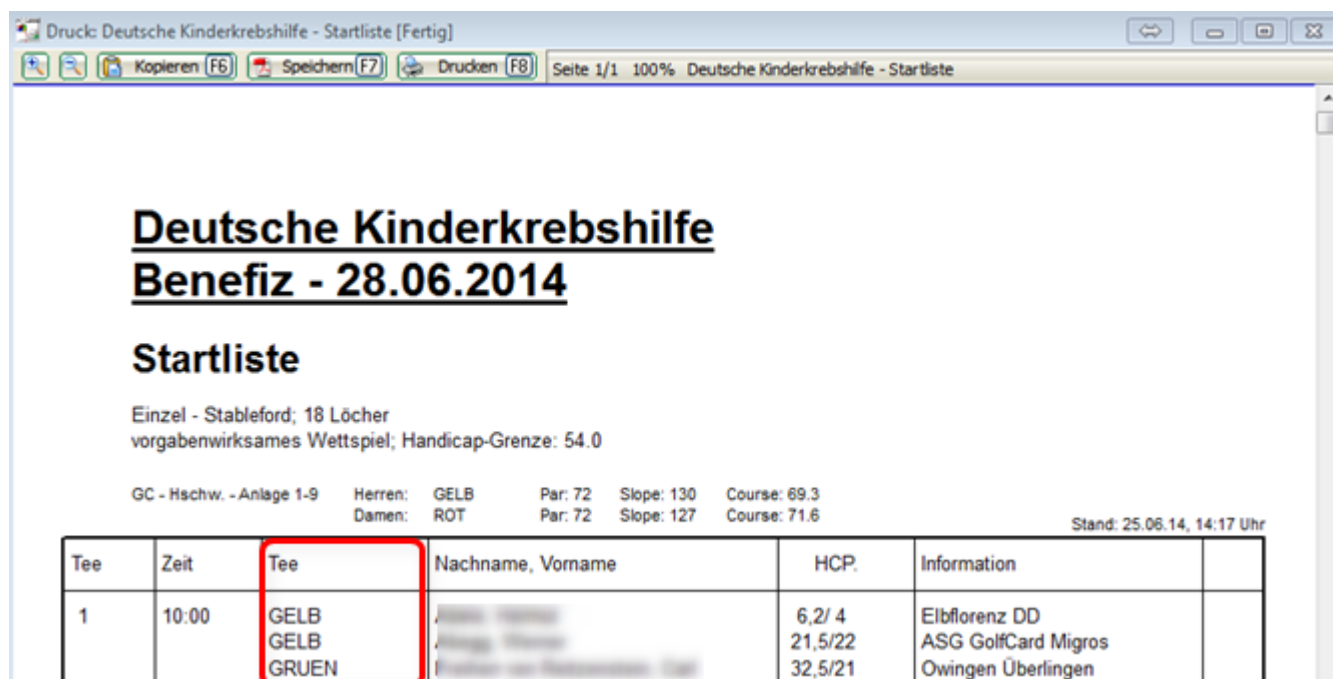 Druck: Deutsche Kinderkrebshilfe - Startliste [Fertig]
Kopieren F6 Speichern F7 Drucken F8 Seite 1/1 100% Deutsche Kinderkrebshilfe - Startliste
Deutsche Kinderkrebshilfe
Benefiz - 28.06.2014
Startliste
Einzel - Stableford; 18 Löcher
vorgabenwirksames Wettspiel; Handicap-Grenze: 54.0
GC - Hschw. - Anlage 1-9 Herren: GELB Par: 72 Slope: 130 Course: 69.3
Damen: ROT Par: 72 Slope: 127 Course: 71.6
Stand: 25.06.14, 14:17 Uhr
Tee Zeit Tee Nachname, Vorname HCP. Information
1 10:00 GELB 6,2/ 4 Elbflorenz DD
GELB 21,5/22 ASG GolfCard Migros
GRUEN 32,5/21 Owingen Überlingen